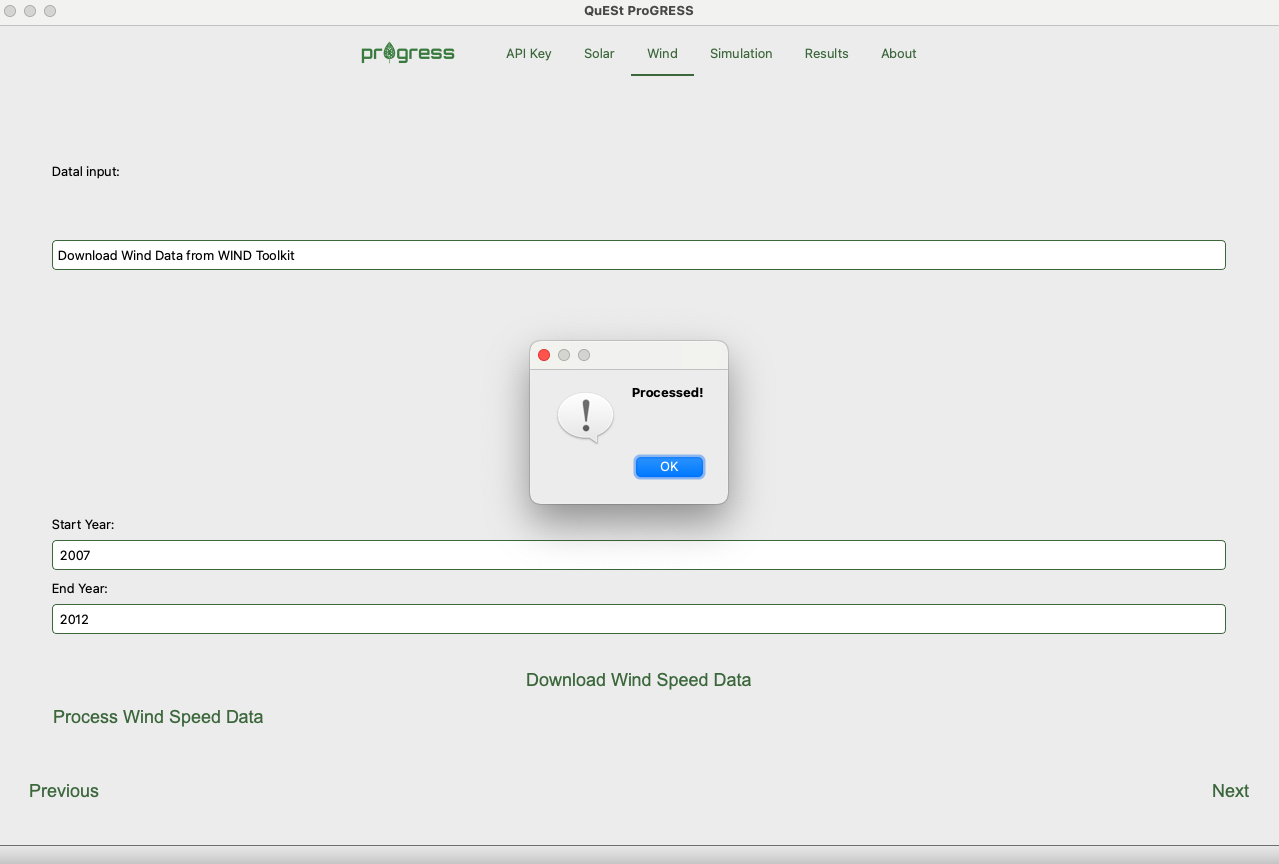 QuESt ProGRESS
progress
API Key
Solar
Wind
Simulation
Results
About
Datal input:
Download Wind Data from WIND Toolkit
Processed!
OK
Start Year:
2007
End Year:
2012
Download Wind Speed Data
Process Wind Speed Data
Previous
Next